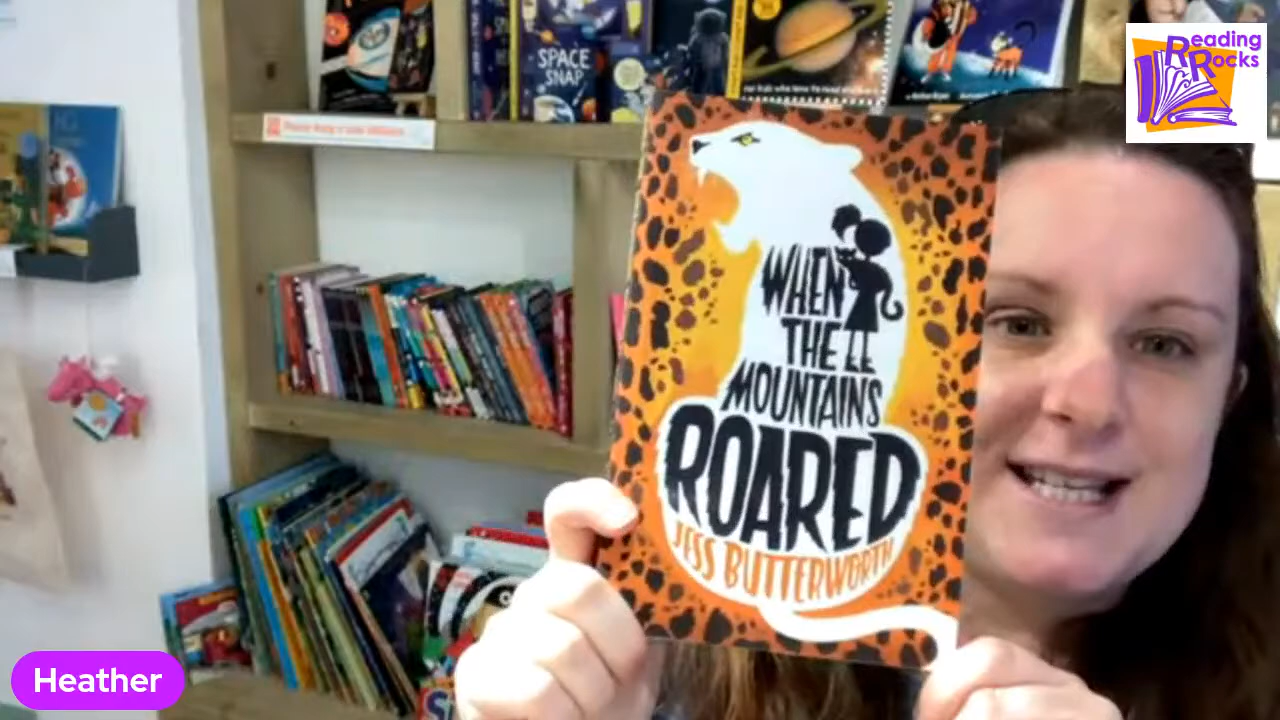 Reading
Rocks
SPACE
SNAP
WHEN
THE
MOUNTAINS
ROARED
JESS BUTTERWORTH
Heather